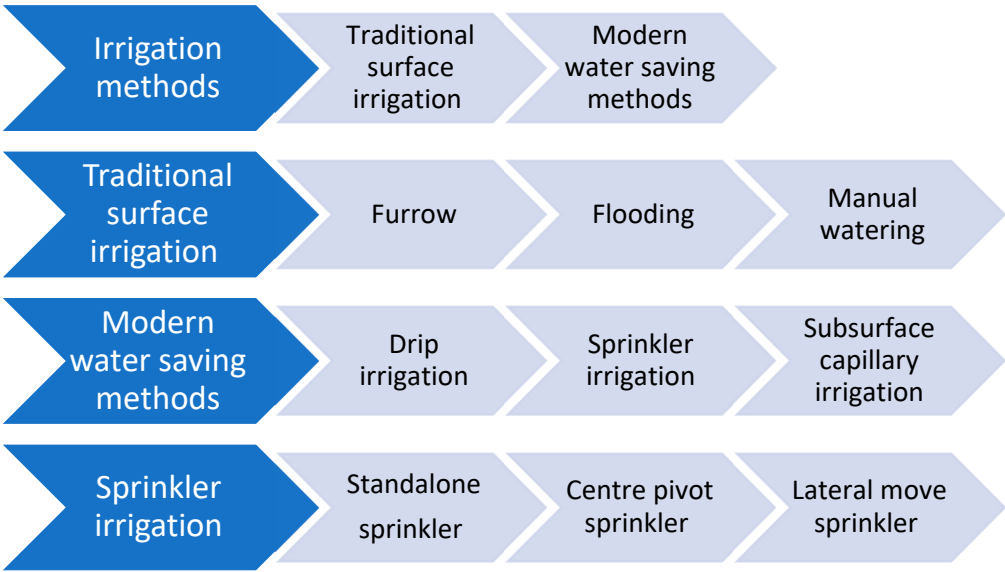 Irrigation
methods
Traditional
surface
irrigation
Modern
water saving
methods
Traditional
surface
irrigation
Furrow
Flooding
Manual
watering
Modern
water saving
methods
Drip
irrigation
Sprinkler
irrigation
Subsurface
capillary
irrigation
Sprinkler
irrigation
Standalone
sprinkler
Centre pivot
sprinkler
Lateral move
sprinkler